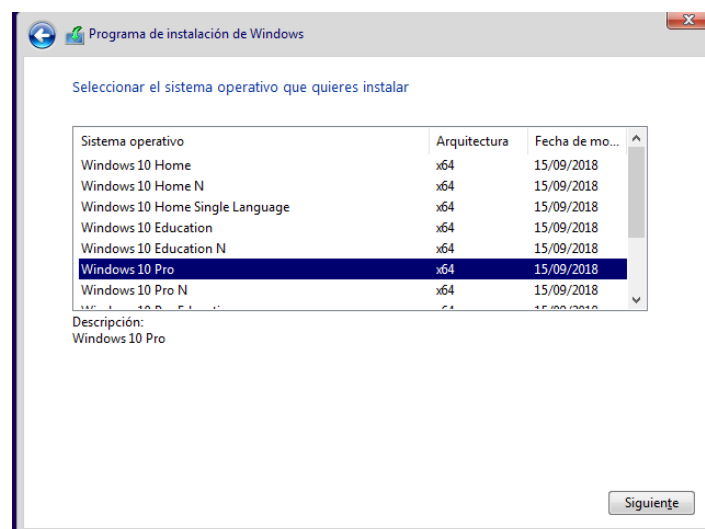 Programa de instalación de Windows
Seleccionar el sistema operativo que quieres instalar
Sistema operativo Arquitectura Fecha de mo...
Windows 10 Home x64 15/09/2018
Windows 10 Home N x64 15/09/2018
Windows 10 Home Single Language x64 15/09/2018
Windows 10 Education x64 15/09/2018
Windows 10 Education N x64 15/09/2018
Windows 10 Pro x64 15/09/2018
Windows 10 Pro N x64 15/09/2018
Descripción:
Windows 10 Pro
Siguiente